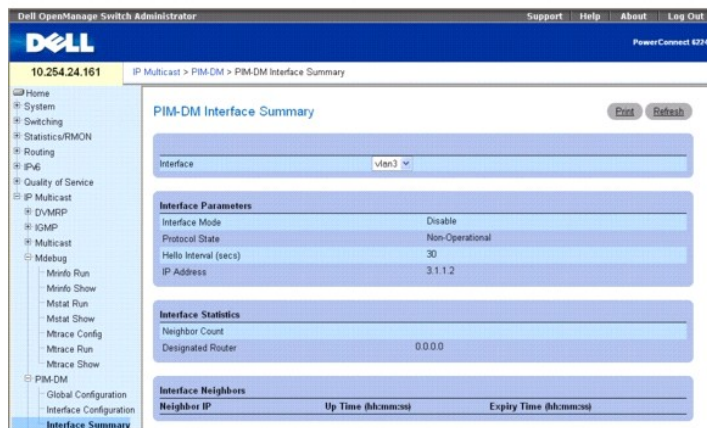 Dell OpenManage Switch Administrator
Support Help About Log Out
DELL
PowerConnect 6224
10.254.24.161
IP Multicast > PIM-DM > PIM-DM Interface Summary
Home
System
Switching
Statistics/RMON
Routing
IPv6
Quality of Service
IP Multicast
DVMRP
IGMP
Multicast
Mdebug
Mrinfo Run
Mrinfo Show
Mstat Run
Mstat Show
Mtrace Config
Mtrace Run
Mtrace Show
PIM-DM
Global Configuration
Interface Configuration
Interface Summary
PIM-DM Interface Summary
Print Refresh
Interface vlan3
Interface Parameters
Interface Mode Disable
Protocol State Non-Operational
Hello Interval (secs) 30
IP Address 3.1.1.2
Interface Statistics
Neighbor Count
Designated Router 0.0.0.0
Interface Neighbors
Neighbor IP Up Time (hh:mm:ss) Expiry Time (hh:mm:ss)